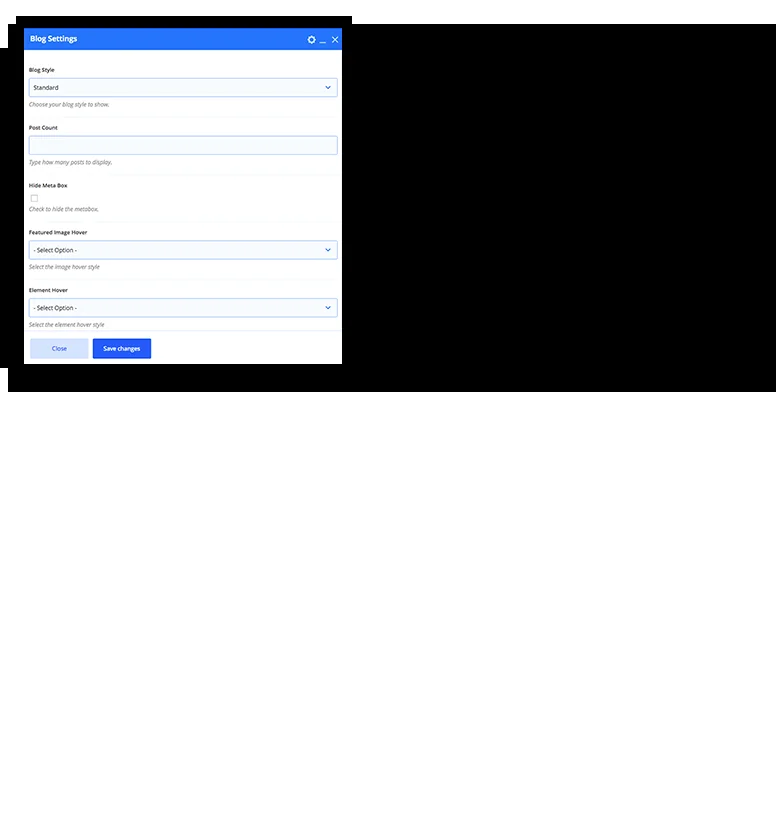 Blog Settings
Blog Style
Standard
Choose your blog style to show.
Post Count
Type how many posts to display.
Hide Meta Box
Check to hide the metabox.
Featured Image Hover
- Select Option -
Select the image hover style
Element Hover
- Select Option -
Select the element hover style
Close
Save changes